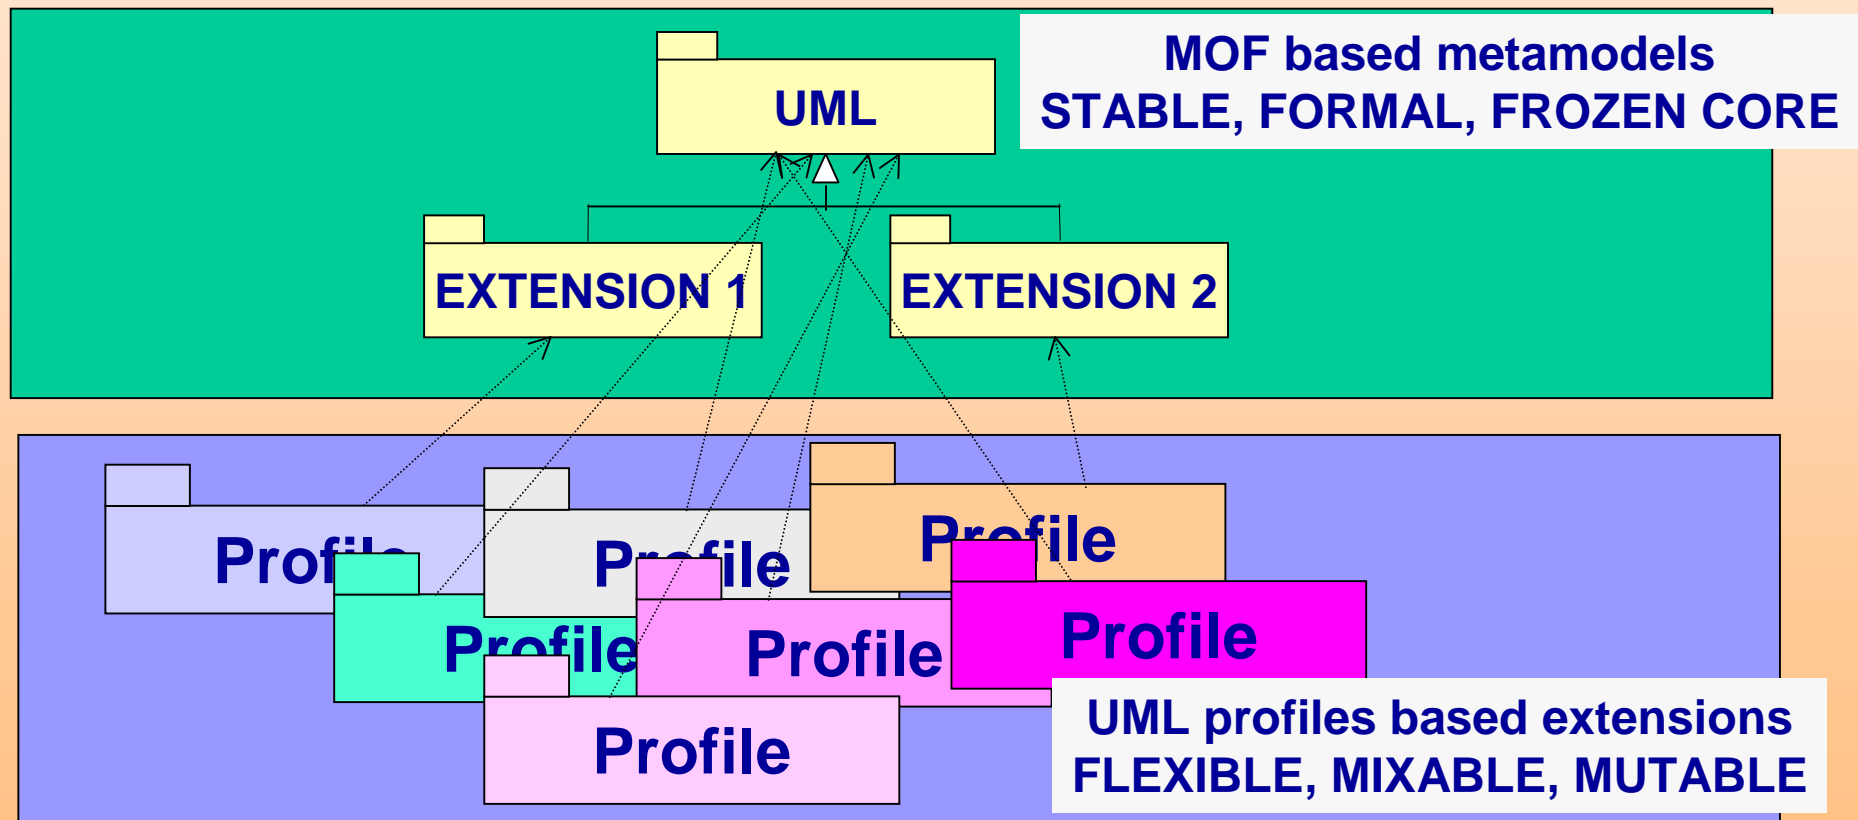 MOF based metamodels
STABLE, FORMAL, FROZEN CORE
UML
EXTENSION 1
EXTENSION 2
Profile
Profile
Profile
Profile
Profile
Profile
Profile
UML profiles based extensions
FLEXIBLE, MIXABLE, MUTABLE